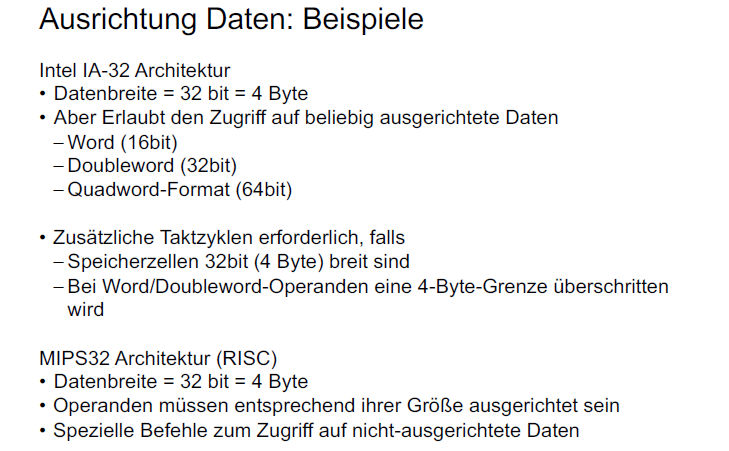 Ausrichtung Daten: Beispiele
Intel IA-32 Architektur
• Datenbreite = 32 bit = 4 Byte
• Aber Erlaubt den Zugriff auf beliebig ausgerichtete Daten
– Word (16bit)
– Doubleword (32bit)
– Quadword-Format (64bit)
• Zusätzliche Taktzyklen erforderlich, falls
– Speicherzellen 32bit (4 Byte) breit sind
– Bei Word/Doubleword-Operanden eine 4-Byte-Grenze überschritten
wird
MIPS32 Architektur (RISC)
• Datenbreite = 32 bit = 4 Byte
• Operanden müssen entsprechend ihrer Größe ausgerichtet sein
• Spezielle Befehle zum Zugriff auf nicht-ausgerichtete Daten